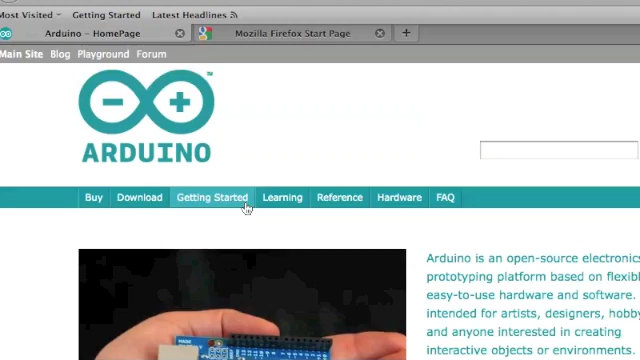 Most Visited Getting Started Latest Headlines
Arduino – HomePage Mozilla Firefox Start Page
Main Site Blog Playground Forum
ARDUINO
Buy Download Getting Started Learning Reference Hardware FAQ
Arduino is an open-source electronics
prototyping platform based on flexibl
easy-to-use hardware and software.
intended for artists, designers, hobby
and anyone interested in creating
interactive objects or environments.